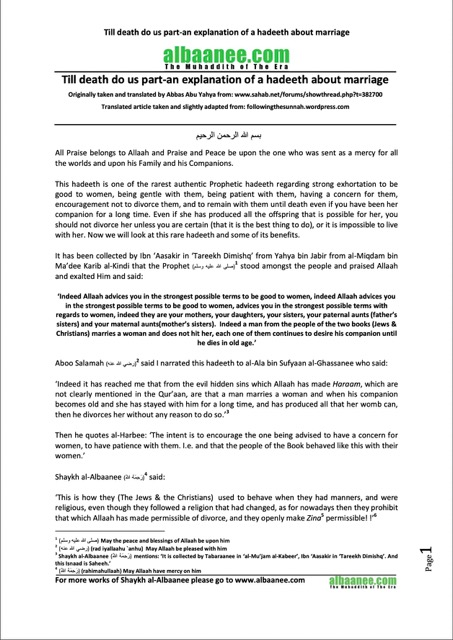 Till death do us part-an explanation of a hadeeth about marriage
albaanee.com
The Muhaddith of The Era
Till death do us part-an explanation of a hadeeth about marriage
Originally taken and translated by Abbas Abu Yahya from: www.sahab.net/forums/showthread.php?t=382700
Translated article taken and slightly adapted from: followingthesunnah.wordpress.com
بسم الله الرحمن الرحيم
All Praise belongs to Allaah and Praise and Peace be upon the one who was sent as a mercy for all
the worlds and upon his Family and his Companions.
This hadeeth is one of the rarest authentic Prophetic hadeeth regarding strong exhortation to be
good to women, being gentle with them, being patient with them, having a concern for them,
encouragement not to divorce them, and to remain with them until death even if you have been her
companion for a long time. Even if she has produced all the offspring that is possible for her, you
should not divorce her unless you are certain (that it is the best thing to do), or it is impossible to live
with her. Now we will look at this rare hadeeth and some of its benefits.
It has been collected by Ibn 'Aasakir in 'Tareekh Dimishq' from Yahya bin Jabir from al-Miqdam bin
Ma'dee Karib al-Kindi that the Prophet (صلى الله عليه وسلم)1 stood amongst the people and praised Allaah
and exalted Him and said:
'Indeed Allaah advices you in the strongest possible terms to be good to women, indeed Allaah advices you
in the strongest possible terms to be good to women, advices you in the strongest possible terms with
regards to women, indeed they are your mothers, your daughters, your sisters, your paternal aunts (father's
sisters) and your maternal aunts(mother's sisters). Indeed a man from the people of the two books (Jews &
Christians) marries a woman and does not hit her, each one of them continues to desire his companion until
he dies in old age.'
Aboo Salamah (رضي الله عنه)2 said I narrated this hadeeth to al-Ala bin Sufyaan al-Ghassanee who said:
'Indeed it has reached me that from the evil hidden sins which Allaah has made Haraam, which are
not clearly mentioned in the Qur'aan, are that a man marries a woman and when his companion
becomes old and she has stayed with him for a long time, and has produced all that her womb can,
then he divorces her without any reason to do so.'3
Then he quotes al-Harbee: 'The intent is to encourage the one being advised to have a concern for
women, to have patience with them. I.e. and that the people of the Book behaved like this with their
women.'
Shaykh al-Albaanee (رحمه الله)4 said:
'This is how they (The Jews & the Christians) used to behave when they had manners, and were
religious, even though they followed a religion that had changed, as for nowadays then they prohibit
that which Allaah has made permissible of divorce, and they openly make Zina5 permissible! !'6
1 (صلى الله عليه وسلم) May the peace and blessings of Allaah be upon him
2 (رضي الله عنه) (rad iyallaahu `anhu) May Allaah be pleased with him
3 Shaykh al-Albaanee (رحمه الله) mentions: 'It is collected by Tabaraanee in 'al-Mu'jam al-Kabeer', Ibn 'Aasakir in 'Tareekh Dimishq'. And
this Isnaad is Saheeh.'
4 (رحمه الله) (rahimahullaah) May Allaah have mercy on him
For more works of Shaykh al-Albaanee please go to www.albaanee.com
albaanee.com
The Muhaddith of The Era
Page1